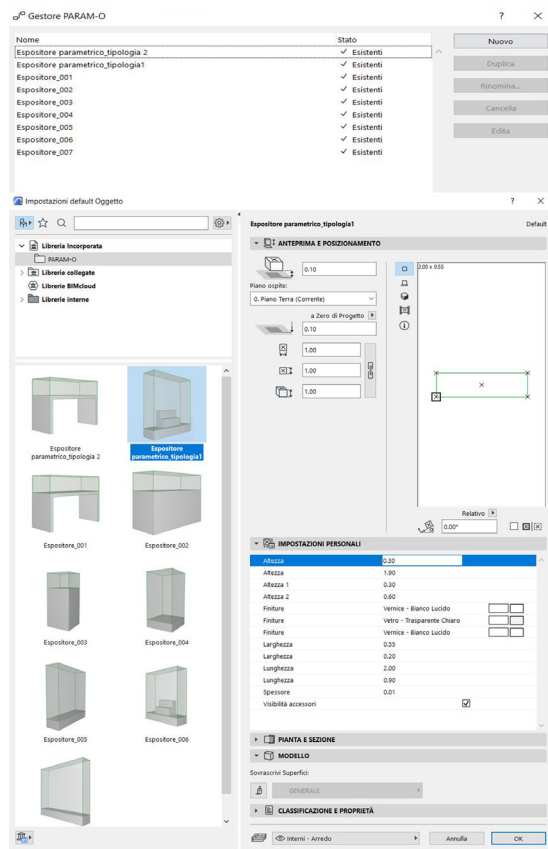 Gestore PARAM-O
Nome Stato
Espositore parametrico_tipologia 2 Esistenti
Espositore parametrico_tipologia1 Esistenti
Espositore_001 Esistenti
Espositore_002 Esistenti
Espositore_003 Esistenti
Espositore_004 Esistenti
Espositore_005 Esistenti
Espositore_006 Esistenti
Espositore_007 Esistenti
Nuovo
Duplica
Rinomina...
Cancella
Edita
Impostazioni default Oggetto
Libreria Incorporata
PARAM-O
Librerie collegate
Librerie BIMcloud
Librerie interne
Espositore
parametrico_tipologia 2
Espositore
parametrico_tipologia1
Espositore_001
Espositore_002
Espositore_003
Espositore_004
Espositore_005
Espositore_006
Espositore parametrico_tipologia1 Default
ANTEPRIMA E POSIZIONAMENTO
0.10
Piano ospite:
0. Piano Terra (Corrente)
a Zero di Progetto
0.10
1.00
1.00
1.00
2.00 x 0.55
Relativo
0.00°
IMPOSTAZIONI PERSONALI
Altezza 0.30
Altezza 1.90
Altezza 1 0.30
Altezza 2 0.60
Finiture Vernice - Bianco Lucido
Finiture Vetro - Trasparente Chiaro
Finiture Vernice - Bianco Lucido
Larghezza 0.55
Larghezza 0.20
Lunghezza 2.00
Lunghezza 0.90
Spessore 0.01
Visibilità accessori
PIANTA E SEZIONE
MODELLO
Sovrascrivi Superfici:
GENERALE
CLASSIFICAZIONE E PROPRIETÀ
Interni - Arredo
Annulla
OK